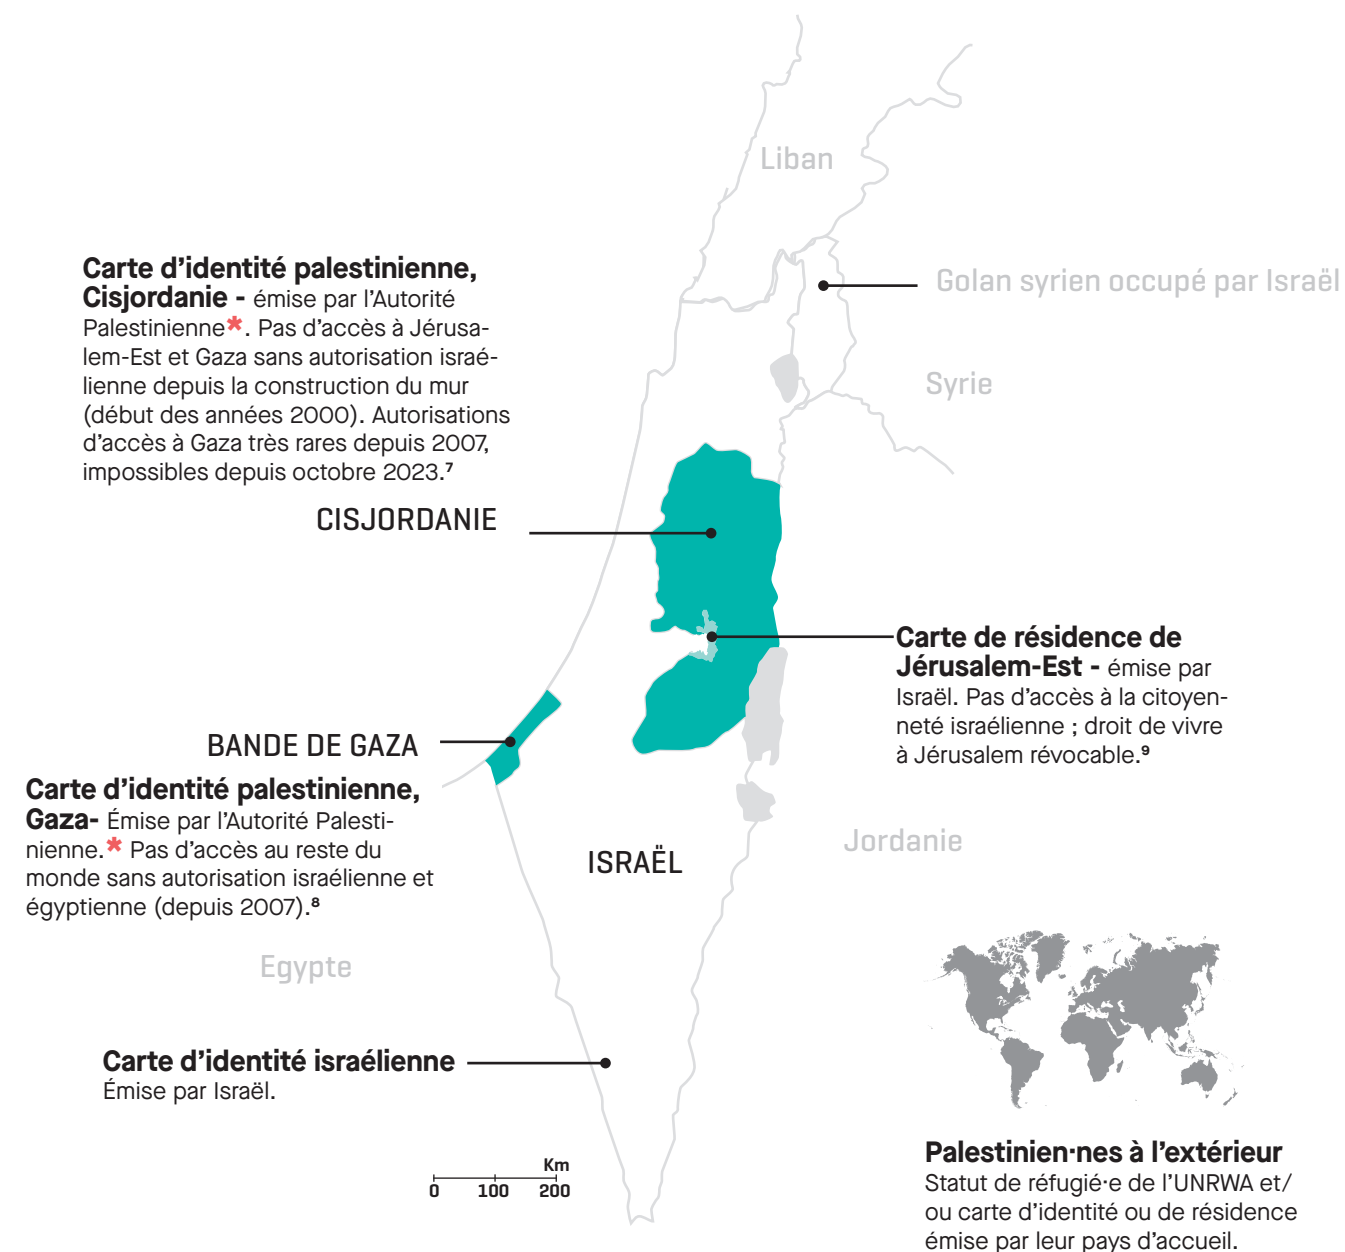 Liban
Carte d’identité palestinienne,
Cisjordanie - émise par l’Autorité
Palestinienne*. Pas d’accès à Jérusa-
lem-Est et Gaza sans autorisation israé-
lienne depuis la construction du mur
(début des années 2000). Autorisations
d’accès à Gaza très rares depuis 2007,
impossibles depuis octobre 2023.⁷
Golan syrien occupé par Israël
Syrie
CISJORDANIE
Carte de résidence de
Jérusalem-Est - émise par
Israël. Pas d’accès à la citoyen-
neté israélienne ; droit de vivre
à Jérusalem révocable.⁹
BANDE DE GAZA
Carte d’identité palestinienne,
Gaza- Émise par l’Autorité Palesti-
nienne.* Pas d’accès au reste du
monde sans autorisation israélienne et
égyptienne (depuis 2007).⁸
Jordanie
ISRAËL
Egypte
Carte d’identité israélienne
Émise par Israël.
Km
0 100 200
Palestinien·nes à l’extérieur
Statut de réfugié·e de l’UNRWA et/
ou carte d’identité ou de résidence
émise par leur pays d’accueil.